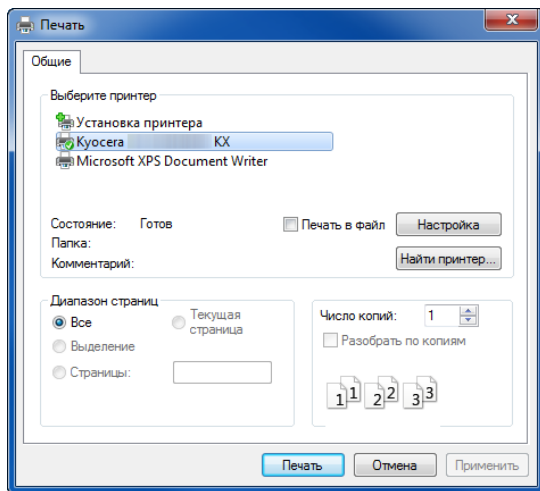 Печать
Общие
Выберите принтер
Установка принтера
Kyocera KX
Microsoft XPS Document Writer
Состояние: Готов
Печать в файл
Настройка
Папка:
Комментарий:
Найти принтер...
Диапазон страниц
Все
Текущая
страница
Выделение
Страницы:
Число копий: 1
Разобрать по копиям
1 1 2 2 3 3
Печать
Отмена
Применить